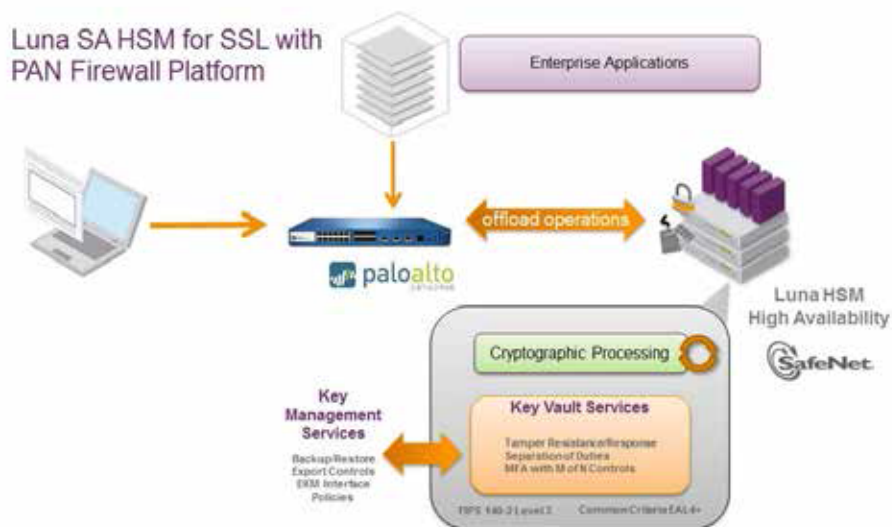 Luna SA HSM for SSL with
PAN Firewall Platform
Enterprise Applications
offload operations
paloalto
Luna HSM
High Availability
SafeNet
Cryptographic Processing
Key
Management
Services
Backup/Restore
Export Controls
EKM Interface
Policies
Key Vault Services
Tamper Resistance/Response
Separation of Duties
MFA with M of N Controls
FIPS 140-2 Level 3
Common Criteria EAL4+